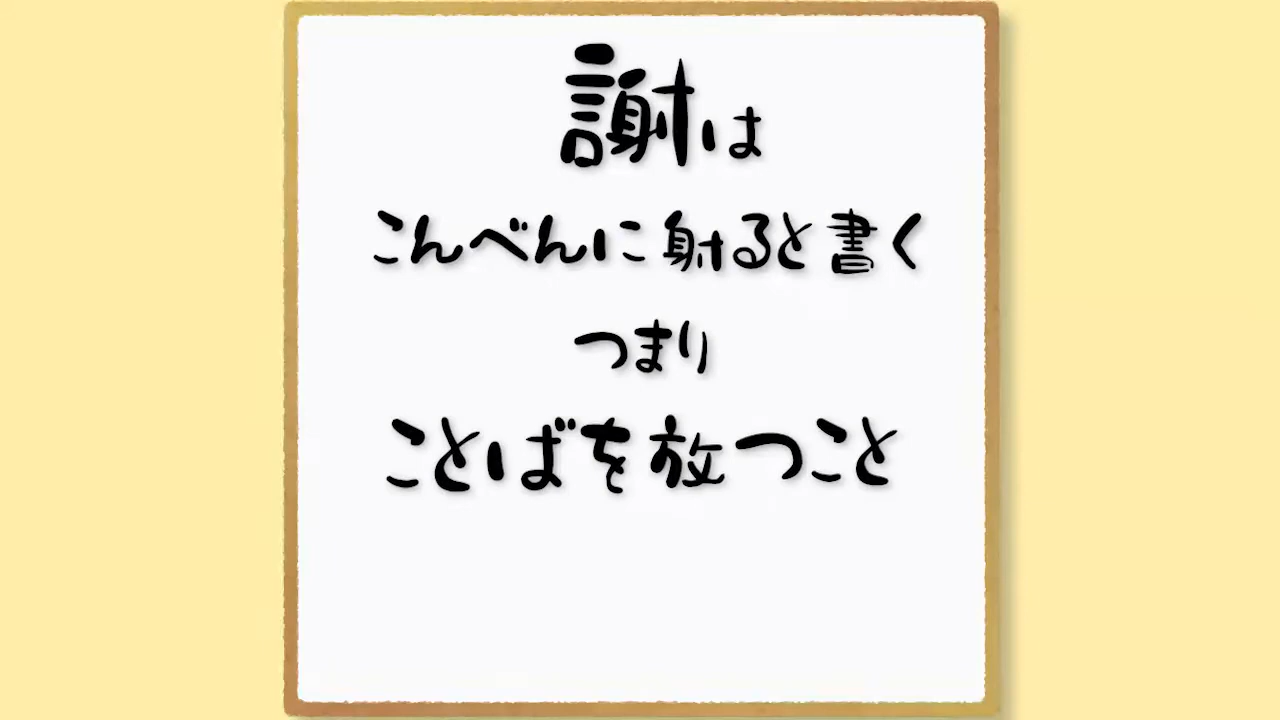 謝は
こんべんに射ると書く
つまり
ことばを放つこと